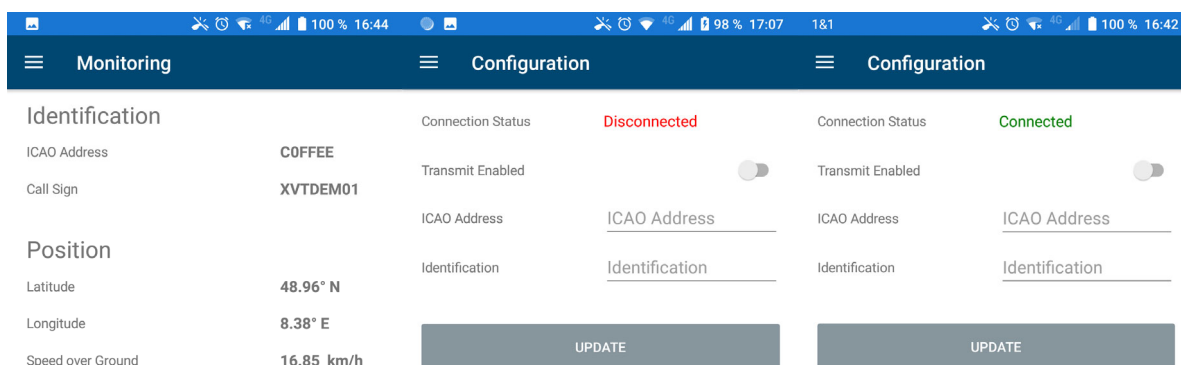 4G 100 % 16:44
Monitoring
Identification
ICAO Address C0FFEE
Call Sign XVTDEM01
Position
Latitude 48.96° N
Longitude 8.38° E
Speed over Ground 16.85 km/h
4G 98 % 17:07
Configuration
Connection Status Disconnected
Transmit Enabled
ICAO Address ICAO Address
Identification Identification
UPDATE
1&1 4G 100 % 16:42
Configuration
Connection Status Connected
Transmit Enabled
ICAO Address ICAO Address
Identification Identification
UPDATE